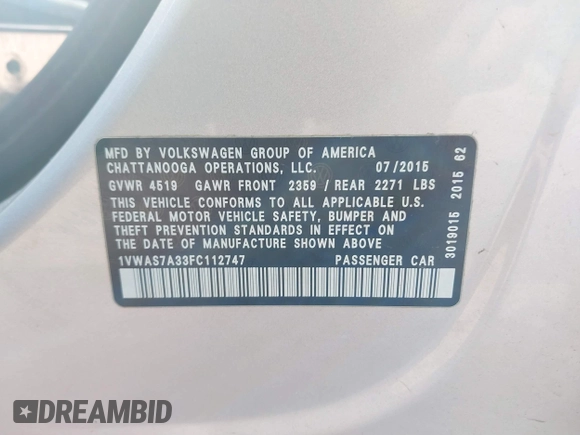 MFD BY VOLKSWAGEN GROUP OF AMERICA
CHATTANOOGA OPERATIONS, LLC. 07/2015
GVWR 4519 GAWR FRONT 2359 / REAR 2271 LBS
THIS VEHICLE CONFORMS TO ALL APPLICABLE U.S.
FEDERAL MOTOR VEHICLE SAFETY, BUMPER AND
THEFT PREVENTION STANDARDS IN EFFECT ON
THE DATE OF MANUFACTURE SHOWN ABOVE
1VWAS7A33FC112747 PASSENGER CAR
3019015 2015 62
DREAMBID